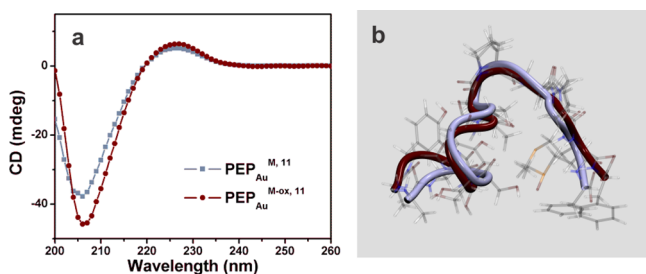 a
b
CD (mdeg)
0
-20
-40
PEP_Au^M, 11
PEP_Au^M-ox, 11
200 210 220 230 240 250 260
Wavelength (nm)